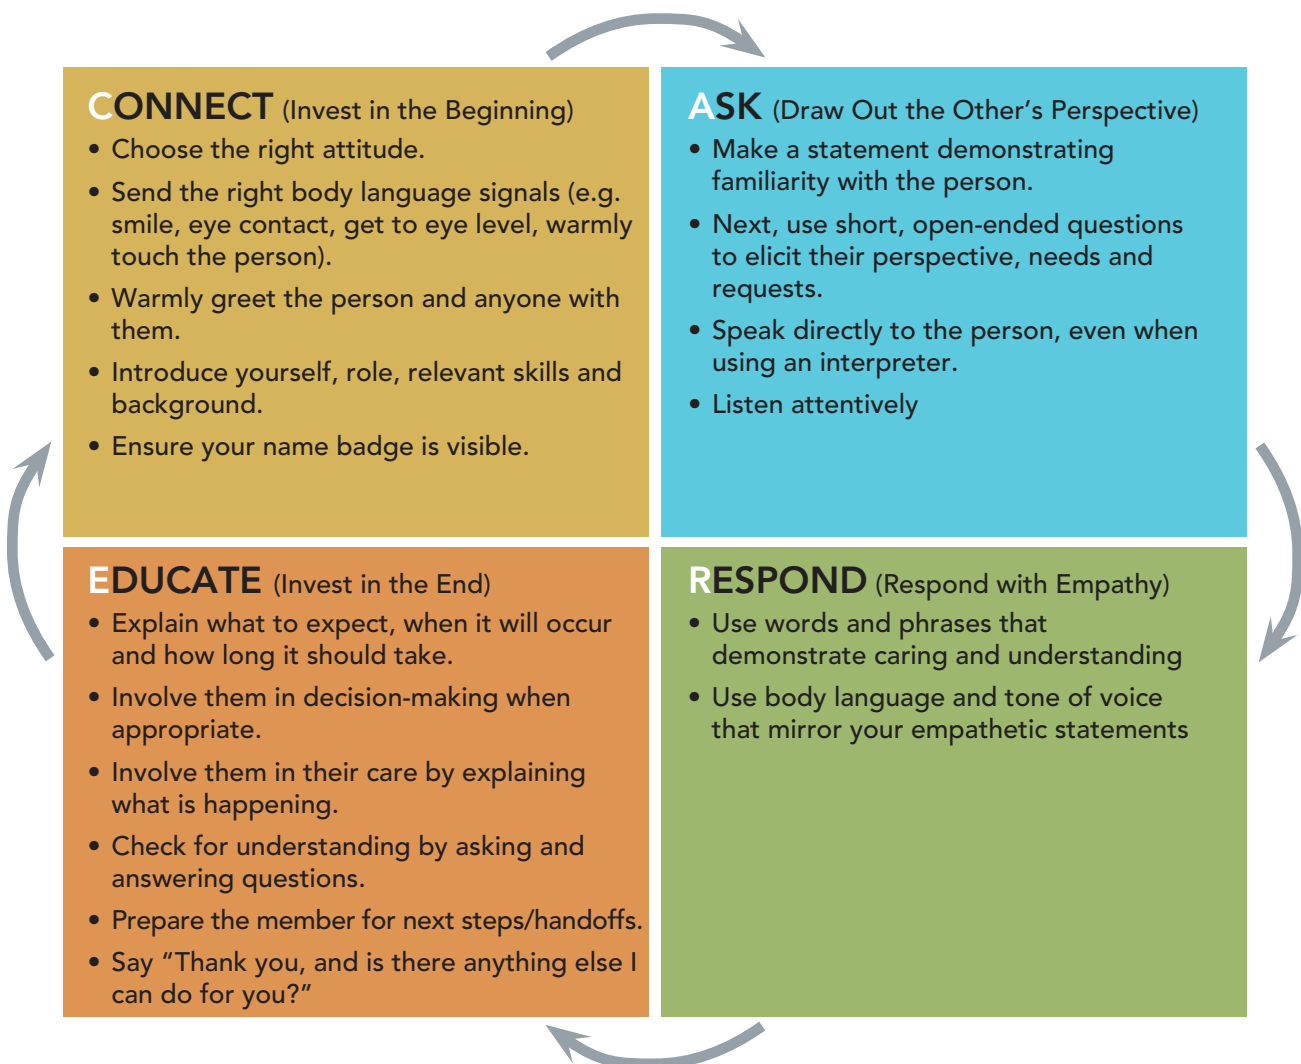 CONNECT (Invest in the Beginning)
• Choose the right attitude.
• Send the right body language signals (e.g.
smile, eye contact, get to eye level, warmly
touch the person).
• Warmly greet the person and anyone with
them.
• Introduce yourself, role, relevant skills and
background.
• Ensure your name badge is visible.
ASK (Draw Out the Other’s Perspective)
• Make a statement demonstrating
familiarity with the person.
• Next, use short, open-ended questions
to elicit their perspective, needs and
requests.
• Speak directly to the person, even when
using an interpreter.
• Listen attentively
EDUCATE (Invest in the End)
• Explain what to expect, when it will occur
and how long it should take.
• Involve them in decision-making when
appropriate.
• Involve them in their care by explaining
what is happening.
• Check for understanding by asking and
answering questions.
• Prepare the member for next steps/handoffs.
• Say “Thank you, and is there anything else I
can do for you?”
RESPOND (Respond with Empathy)
• Use words and phrases that
demonstrate caring and understanding
• Use body language and tone of voice
that mirror your empathetic statements